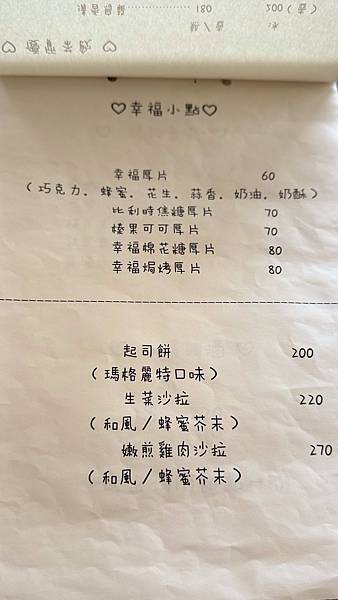 ♡幸福小點♡
幸福厚片 60
(巧克力. 蜂蜜. 花生. 蒜香. 奶油. 奶酥)
比利時焦糖厚片 70
榛果可可厚片 70
幸福棉花糖厚片 80
幸福焗烤厚片 80
起司餅 200
(瑪格麗特口味)
生菜沙拉 220
(和風/蜂蜜芥末)
嫩煎雞肉沙拉 270
(和風/蜂蜜芥末)